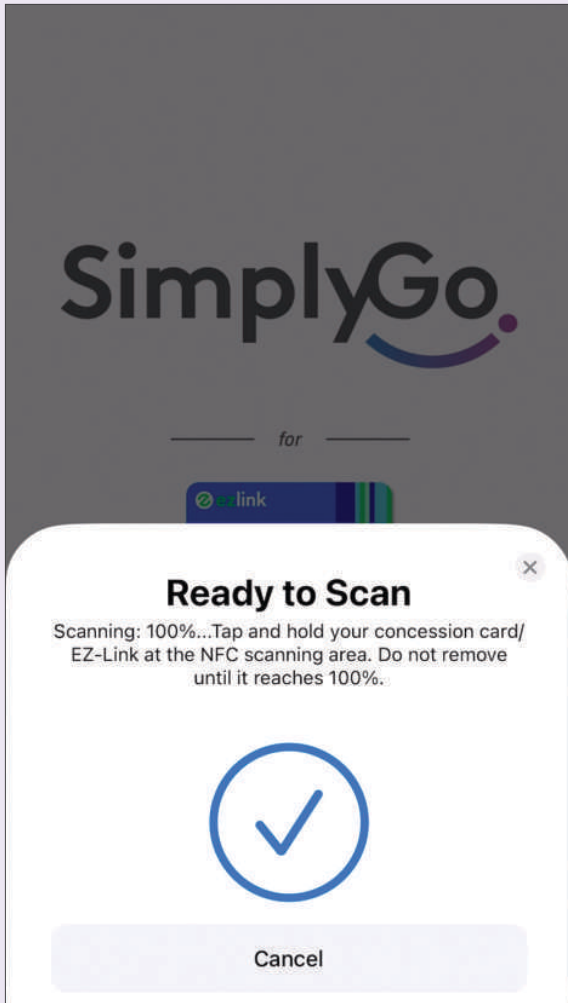 SimplyGo
for
ezlink
Ready to Scan
Scanning: 100%...Tap and hold your concession card/
EZ-Link at the NFC scanning area. Do not remove
until it reaches 100%.
Cancel